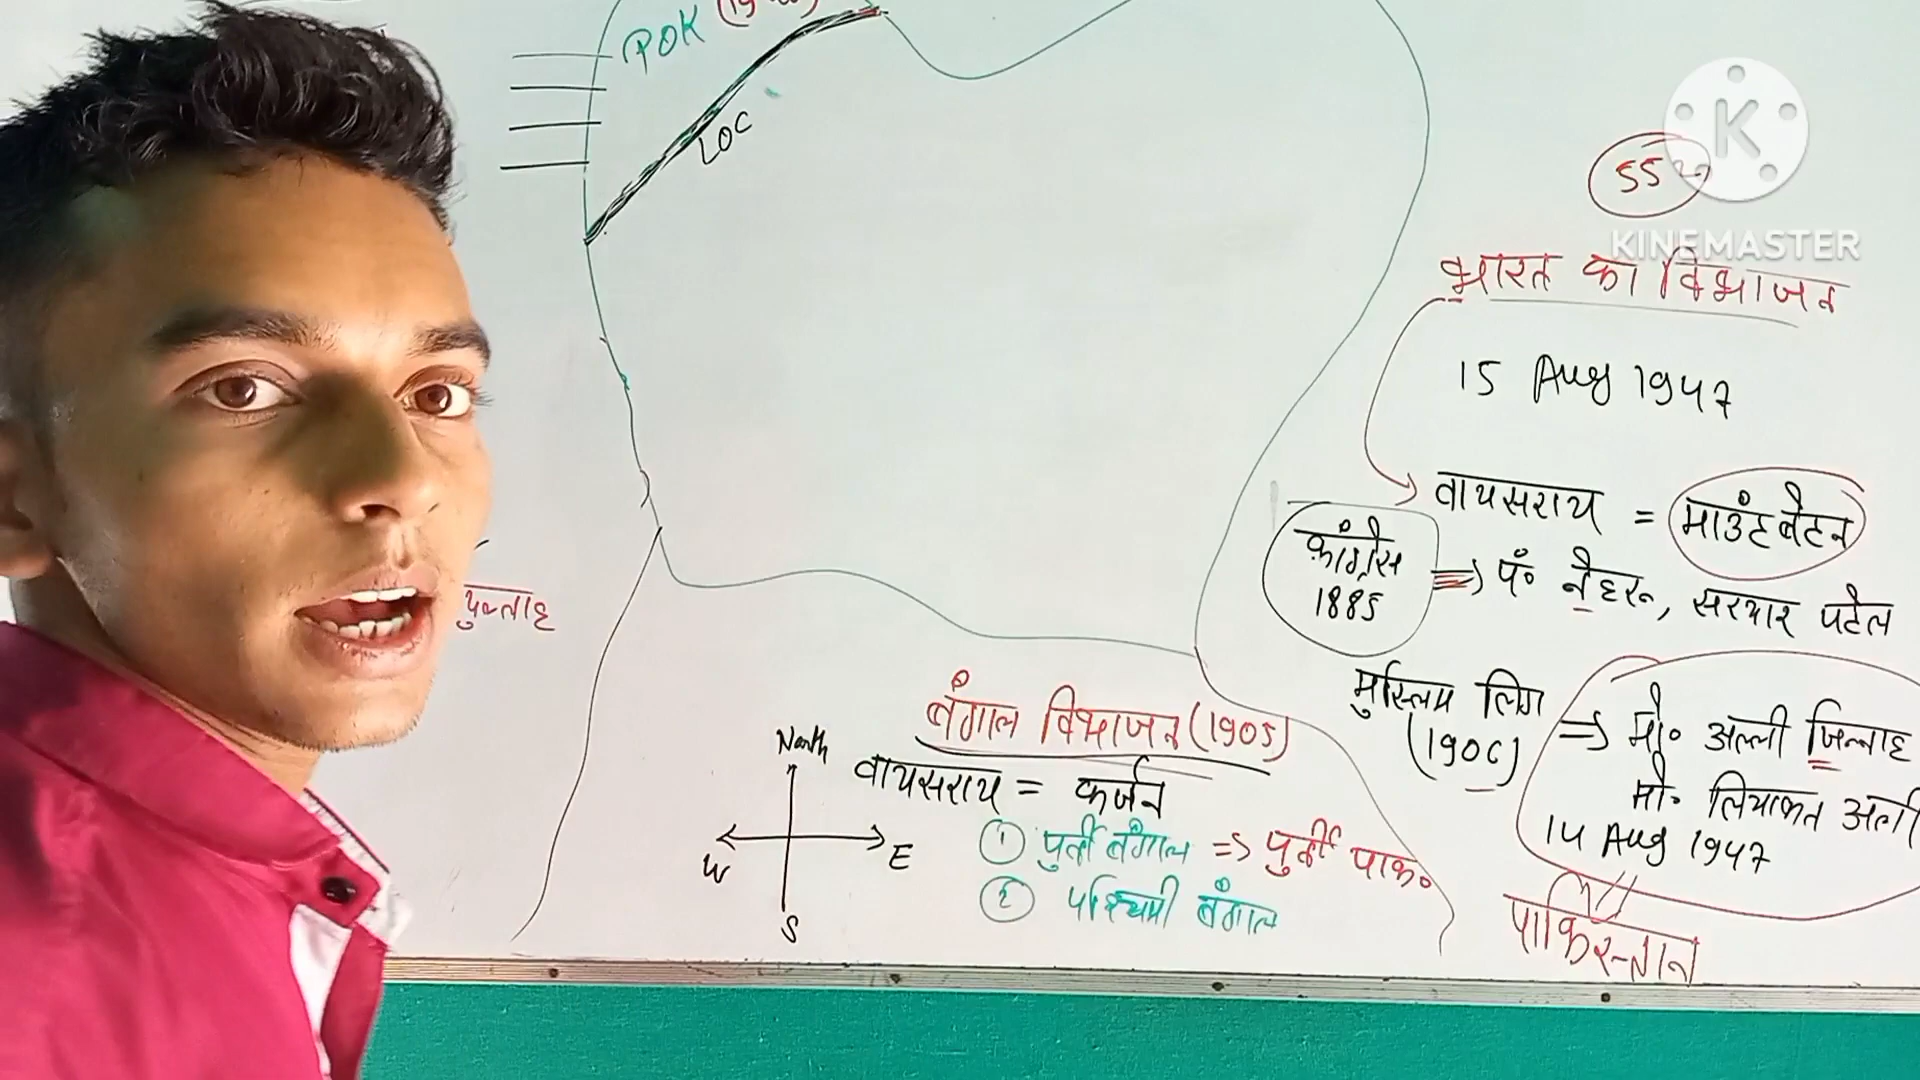 POK
LOC
K
KINEMASTER
भारत का विभाजन
15 Aug 1947
वायसराय = माउंटबेटन
कांग्रेस
1885
=> पं० नेहरू, सरदार पटेल
मुस्लिम लिग
(1906)
=> मो० अल्ली जिन्नाह
मो० लियाकत अली
14 Aug 1947
पाकिस्तान
बंगाल विभाजन (1905)
वायसराय = कर्जन
① पुर्वी बंगाल => पुर्वी पाक०
② पश्चिमी बंगाल
North
W
E
S